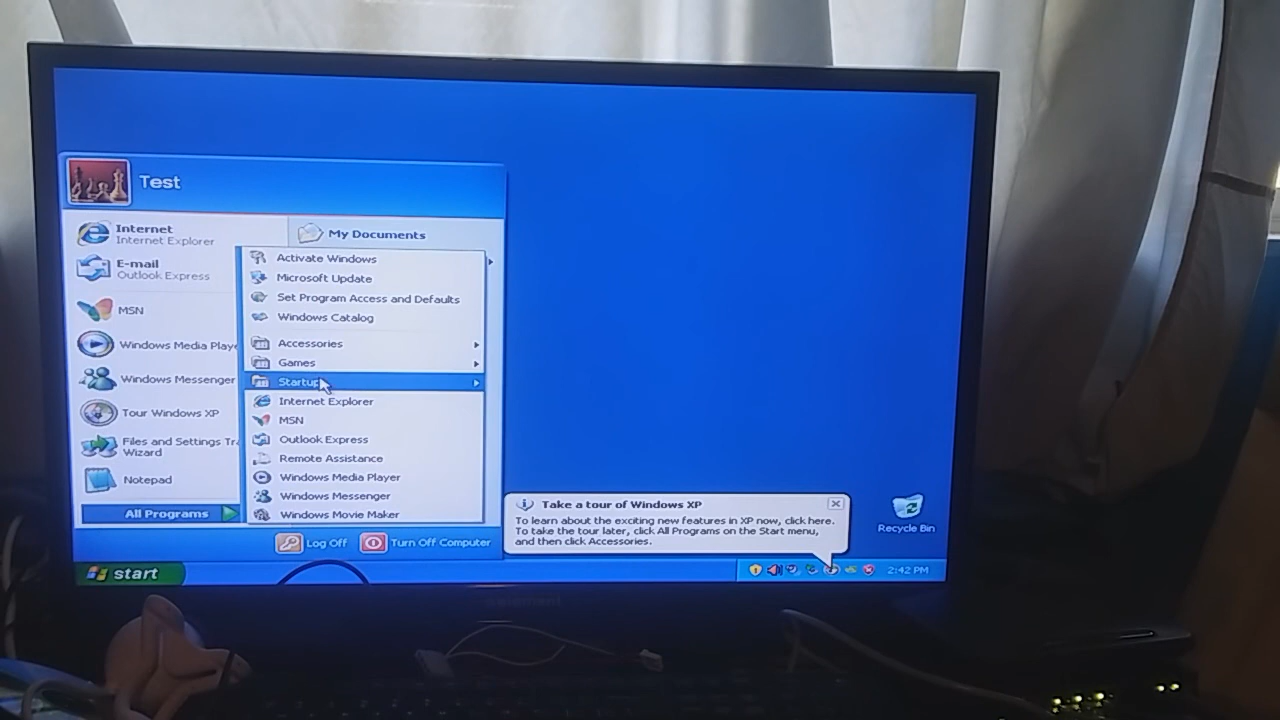 Test
Internet
Internet Explorer
E-mail
Outlook Express
MSN
Windows Media Playe
Windows Messenger
Tour Windows XP
Files and Settings Tra
Wizard
Notepad
All Programs
My Documents
Activate Windows
Microsoft Update
Set Program Access and Defaults
Windows Catalog
Accessories
Games
Startup
Internet Explorer
MSN
Outlook Express
Remote Assistance
Windows Media Player
Windows Messenger
Windows Movie Maker
Log Off
Turn Off Computer
Take a tour of Windows XP
To learn about the exciting new features in XP now, click here.
To take the tour later, click All Programs on the Start menu,
and then click Accessories.
Recycle Bin
start
2:42 PM